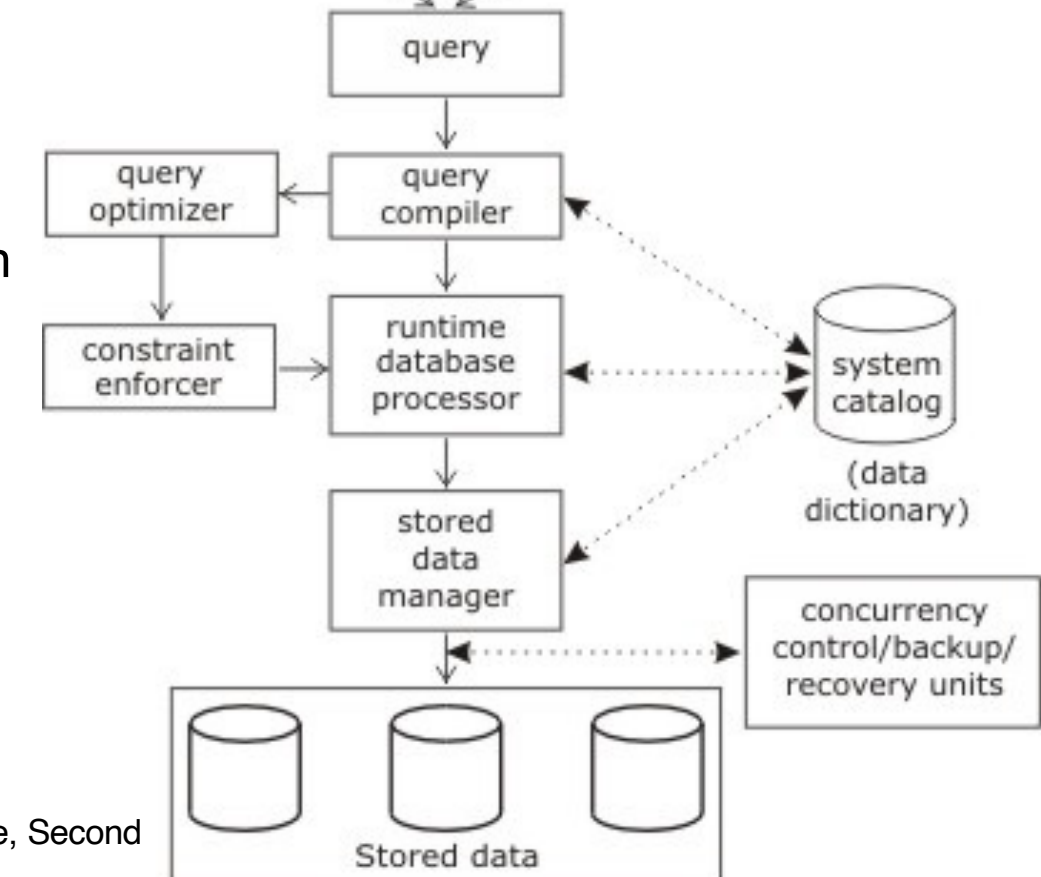 query
query
optimizer
query
compiler
n
constraint
enforcer
runtime
database
processor
system
catalog
(data
dictionary)
stored
data
manager
concurrency
control/backup/
recovery units
e, Second
Stored data